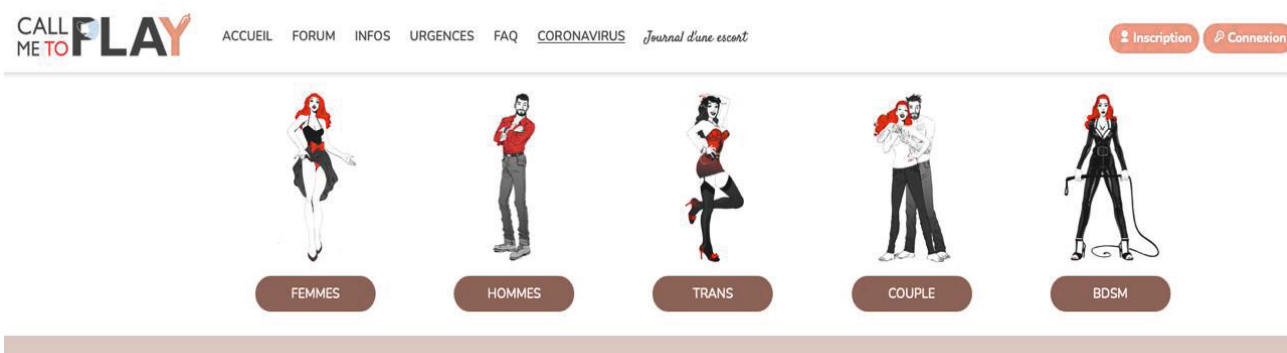 CALL
ME TO PLAY
ACCUEIL FORUM INFOS URGENCES FAQ CORONAVIRUS Journal d'une escort
Inscription Connexion
FEMMES HOMMES TRANS COUPLE BDSM